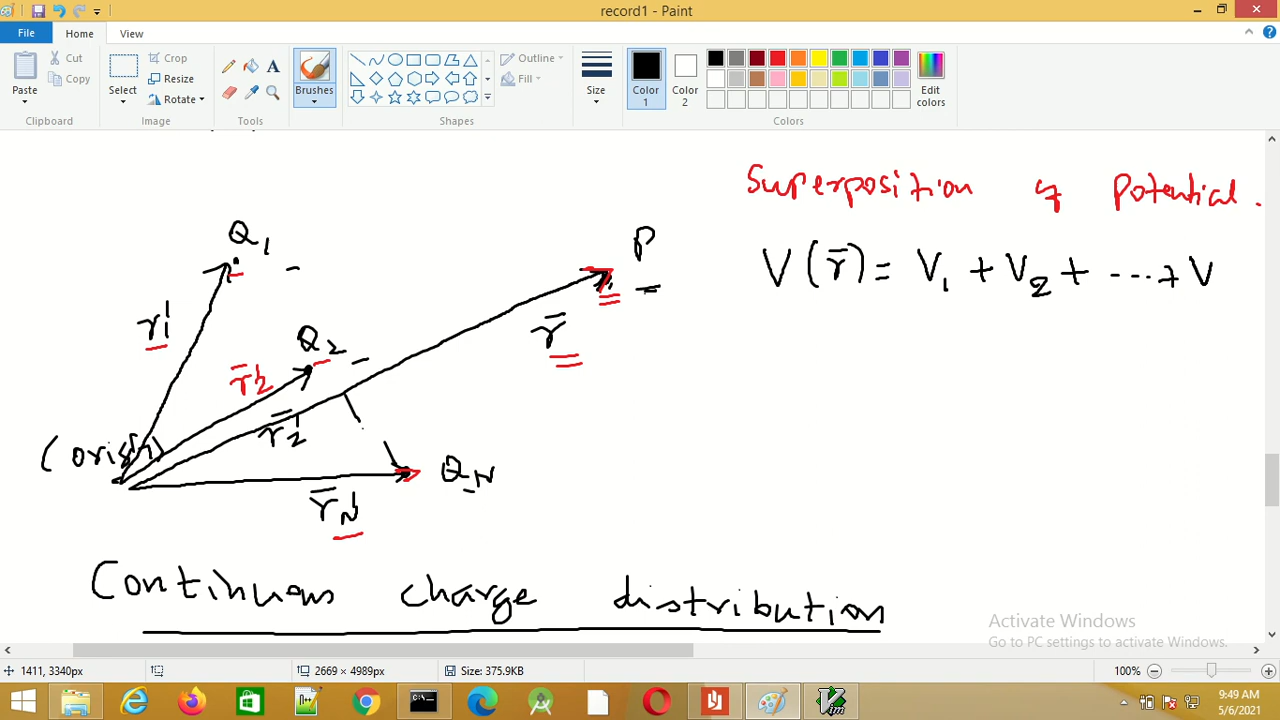 record1 - Paint
File Home View
Paste Cut Copy Clipboard
Select Crop Resize Rotate Image
Tools
Brushes
Outline Fill Shapes
Size
Color 1 Color 2 Colors Edit colors
Superposition of Potential.
Q1
P
V(r̄) = V1 + V2 + ---- + V
r1'
Q2
r̄
r̄2'
r̄2'
(origin)
QN
r̄N'
Continuous charge distribution
Activate Windows
Go to PC settings to activate Windows.
1411, 3340px 2669 × 4989px Size: 375.9KB 100%
9:49 AM
5/6/2021